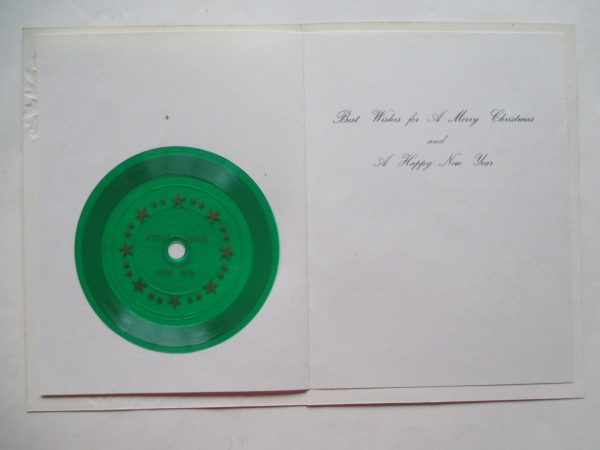 Best Wishes for A Merry Christmas
and
A Happy New Year